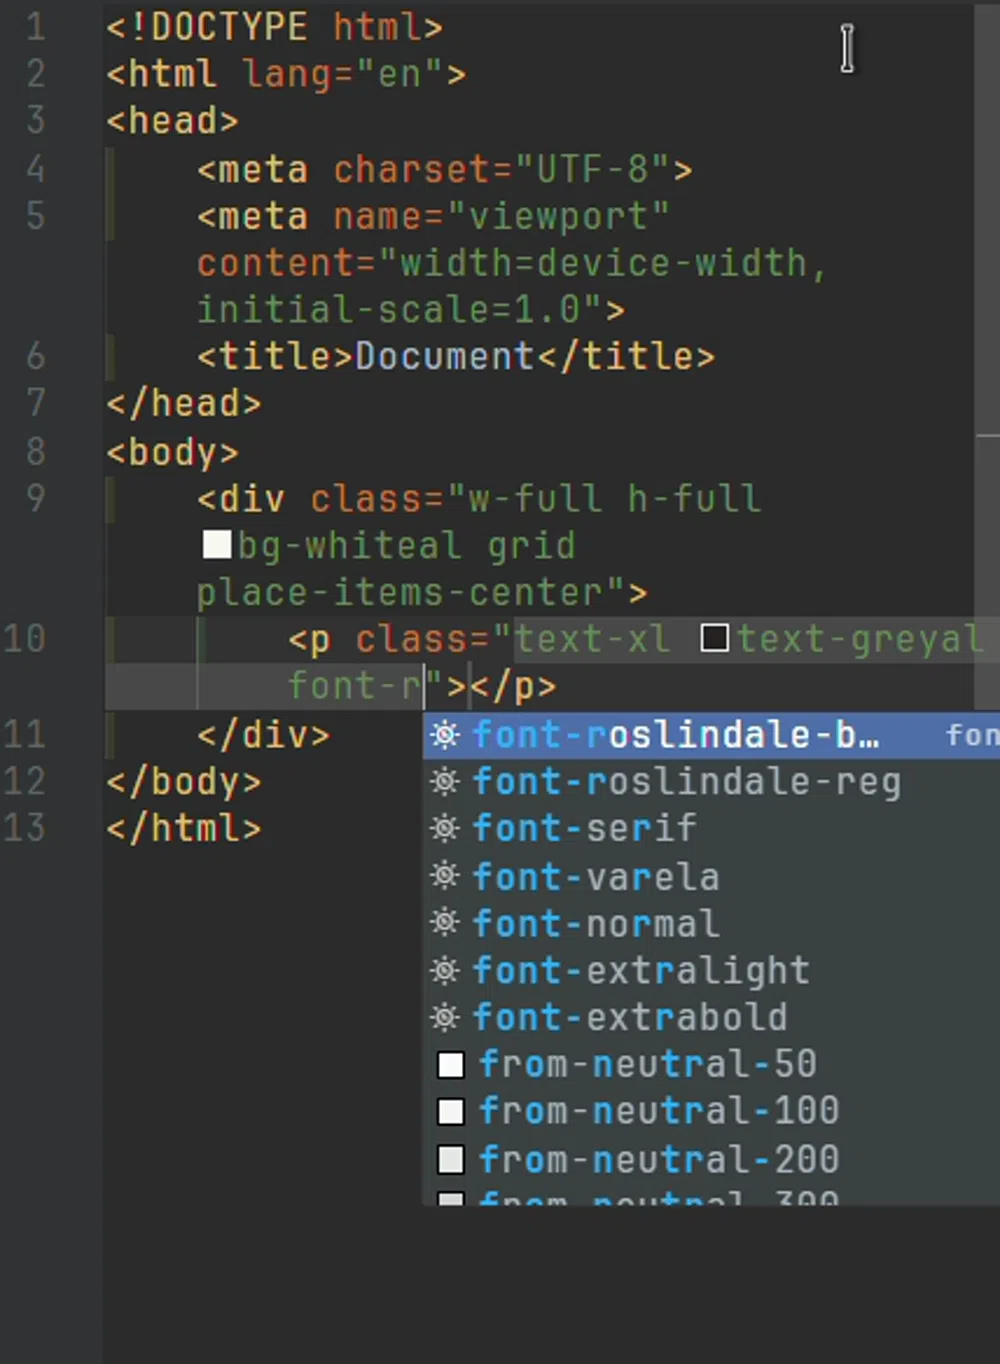 1 <!DOCTYPE html>
2 <html lang="en">
3 <head>
4 <meta charset="UTF-8">
5 <meta name="viewport"
content="width=device-width,
initial-scale=1.0">
6 <title>Document</title>
7 </head>
8 <body>
9 <div class="w-full h-full
bg-whiteal grid
place-items-center">
10 <p class="text-xl text-greyal
font-r"></p>
11 </div>
12 </body>
13 </html>
font-roslindale-b… fon
font-roslindale-reg
font-serif
font-varela
font-normal
font-extralight
font-extrabold
from-neutral-50
from-neutral-100
from-neutral-200
from-neutral-300